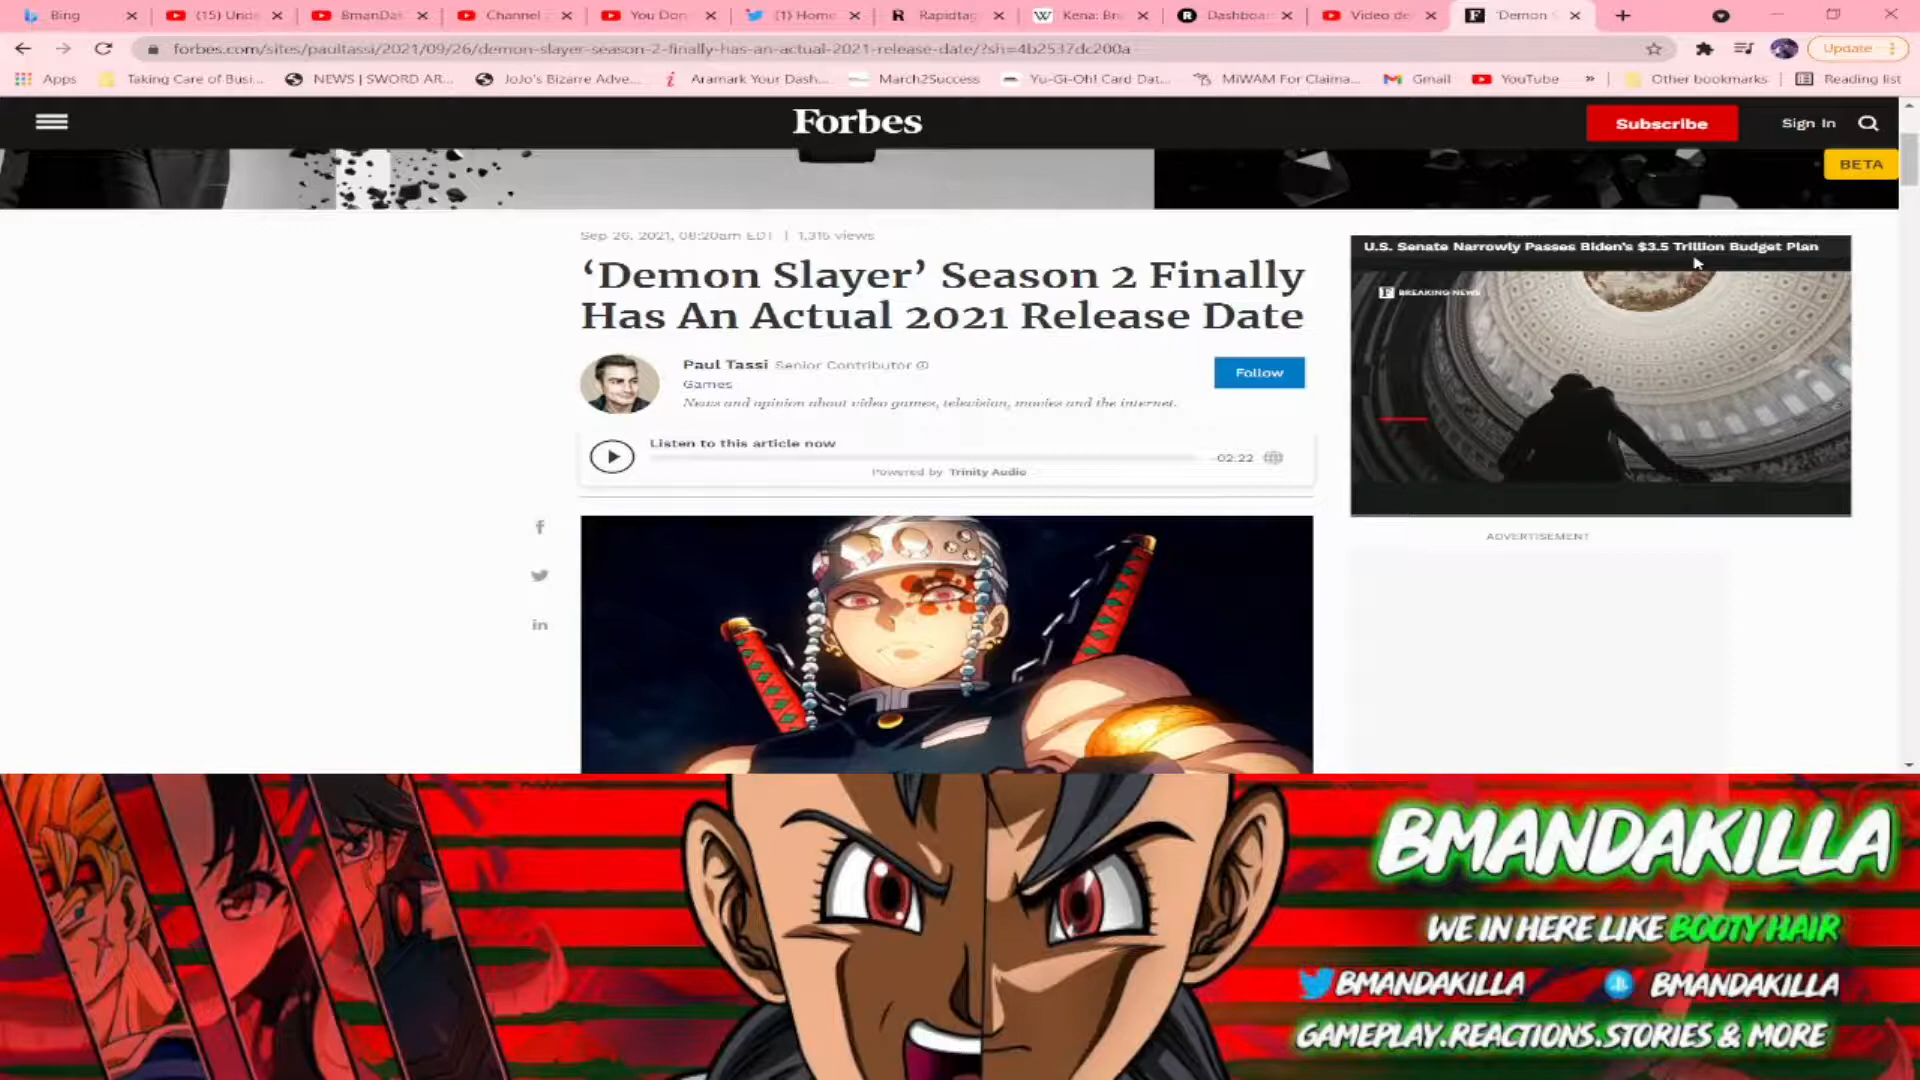 Bing
(15) Unde
BmanDa
Channel
You Don
(1) Home
Rapidtag
Kena: Bri
Dashboar
Video de
'Demon S
forbes.com/sites/paultassi/2021/09/26/demon-slayer-season-2-finally-has-an-actual-2021-release-date/?sh=4b2537dc200a
Update
Apps
Taking Care of Busi...
NEWS | SWORD AR...
JoJo's Bizarre Adve...
Aramark Your Dash...
March2Success
Yu-Gi-Oh! Card Dat...
MiWAM For Claima...
Gmail
YouTube
»
Other bookmarks
Reading list
Forbes
Subscribe
Sign In
BETA
Sep 26, 2021, 08:20am EDT | 1,315 views
‘Demon Slayer’ Season 2 Finally
Has An Actual 2021 Release Date
Paul Tassi Senior Contributor
Games
News and opinion about video games, television, movies and the internet.
Follow
Listen to this article now
-02:22
Powered by Trinity Audio
U.S. Senate Narrowly Passes Biden's $3.5 Trillion Budget Plan
F BREAKING NEWS
ADVERTISEMENT
f
in
BMANDAKILLA
WE IN HERE LIKE BOOTY HAIR
BMANDAKILLA
BMANDAKILLA
GAMEPLAY.REACTIONS.STORIES & MORE